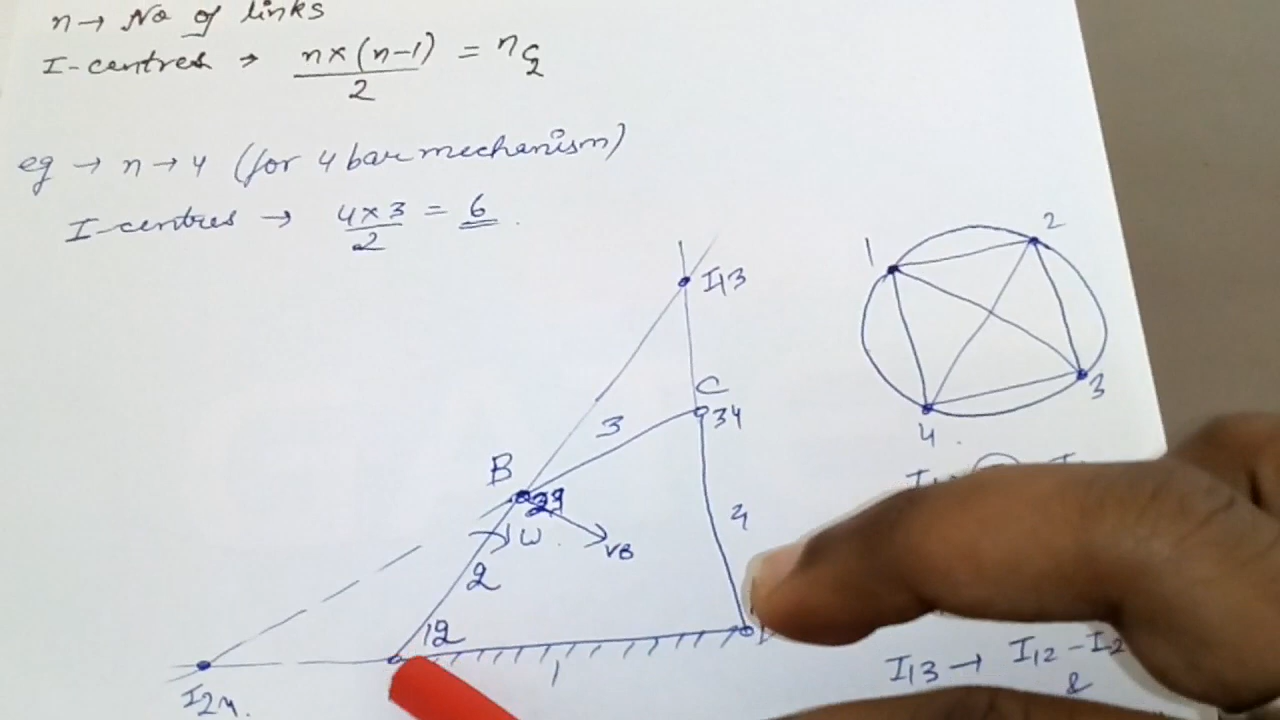 n → No of links
I-centres → n×(n-1)/2 = nC2
eg → n → 4 (for 4 bar mechanism)
I-centres → 4×3/2 = 6
1
2
3
4
I13
C
34
3
B
23
ω
VB
4
2
12
1
I24
I13 → I12 -
&